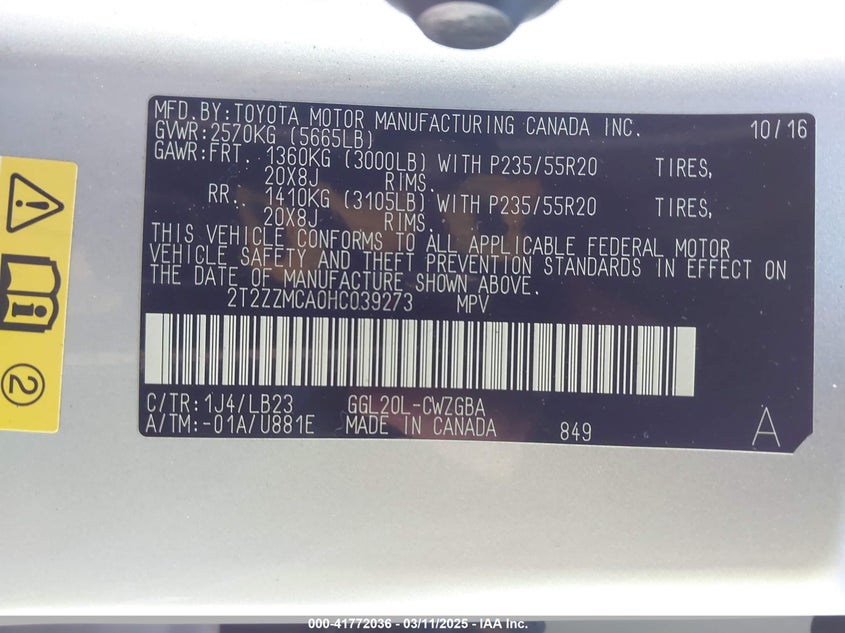 MFD.BY:TOYOTA MOTOR MANUFACTURING CANADA INC. 10/16
GVWR:2570KG (5665LB)
GAWR:FRT. 1360KG (3000LB) WITH P235/55R20 TIRES,
20X8J RIMS.
RR. 1410KG (3105LB) WITH P235/55R20 TIRES,
20X8J RIMS.
THIS VEHICLE CONFORMS TO ALL APPLICABLE FEDERAL MOTOR
VEHICLE SAFETY AND THEFT PREVENTION STANDARDS IN EFFECT ON
THE DATE OF MANUFACTURE SHOWN ABOVE.
2T2ZZMCA0HC039273 MPV
C/TR:1J4/LB23 GGL20L-CWZGBA
A/TM:-01A/U881E MADE IN CANADA 849 A
2
000-41772036 - 03/11/2025 - IAA Inc.